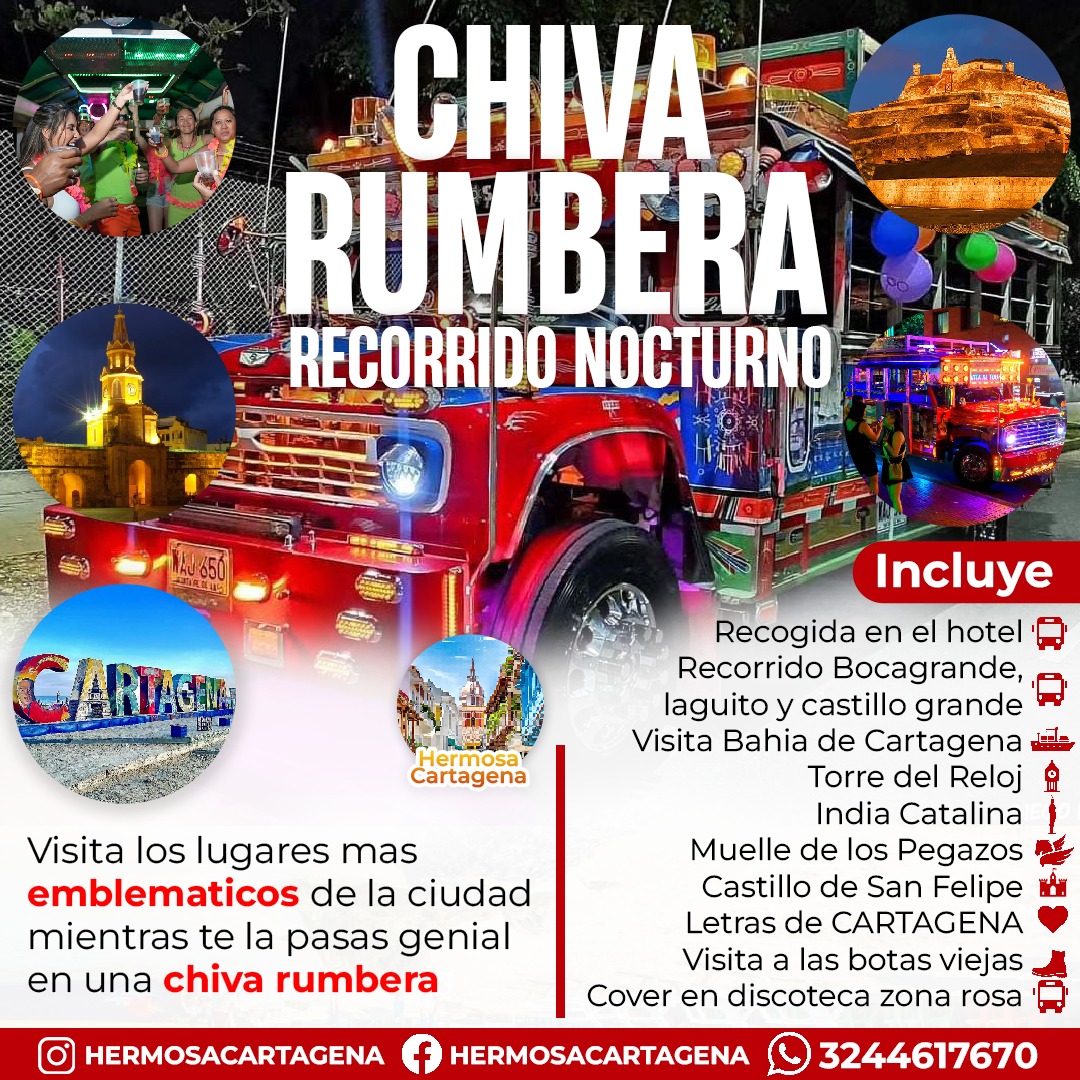 CHIVA
RUMBERA
RECORRIDO NOCTURNO
WAJ 650
CARTAGENA
Hermosa
Cartagena
Incluye
Recogida en el hotel
Recorrido Bocagrande,
laguito y castillo grande
Visita Bahia de Cartagena
Torre del Reloj
India Catalina
Muelle de los Pegazos
Castillo de San Felipe
Letras de CARTAGENA
Visita a las botas viejas
Cover en discoteca zona rosa
Visita los lugares mas
emblematicos de la ciudad
mientras te la pasas genial
en una chiva rumbera
HERMOSACARTAGENA HERMOSACARTAGENA 3244617670